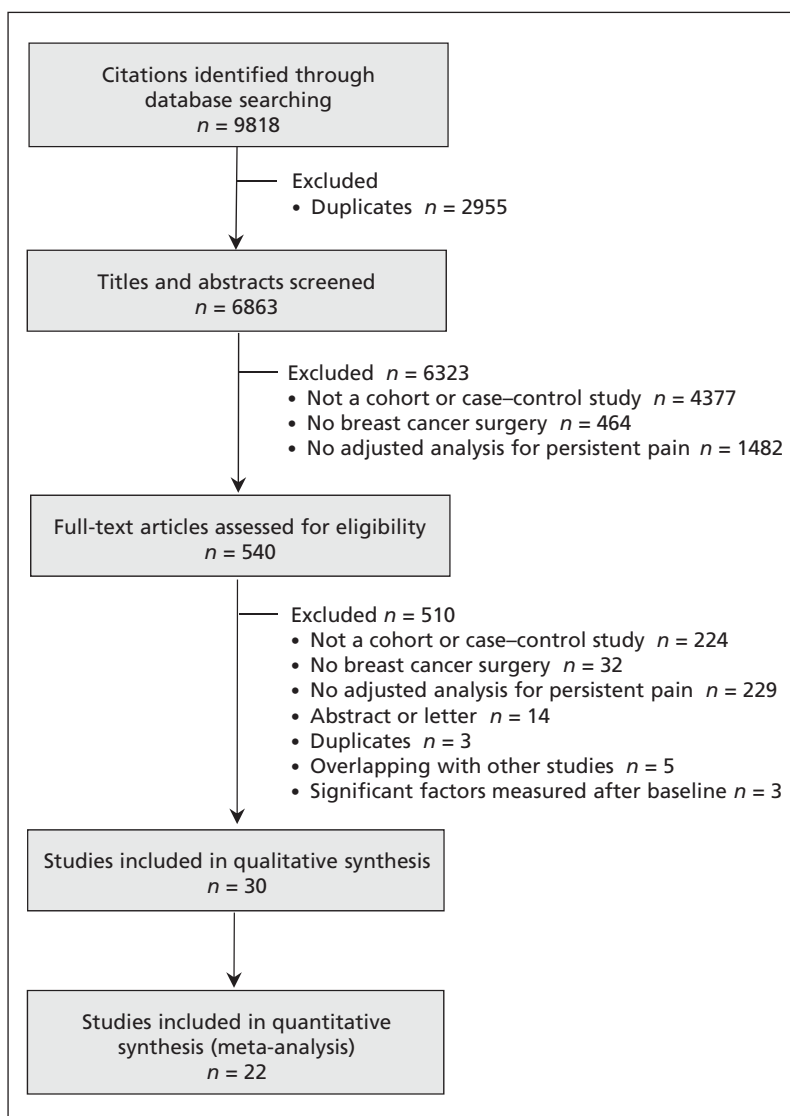 Citations identified through
database searching
n = 9818
Excluded
• Duplicates n = 2955
Titles and abstracts screened
n = 6863
Excluded n = 6323
• Not a cohort or case–control study n = 4377
• No breast cancer surgery n = 464
• No adjusted analysis for persistent pain n = 1482
Full-text articles assessed for eligibility
n = 540
Excluded n = 510
• Not a cohort or case–control study n = 224
• No breast cancer surgery n = 32
• No adjusted analysis for persistent pain n = 229
• Abstract or letter n = 14
• Duplicates n = 3
• Overlapping with other studies n = 5
• Significant factors measured after baseline n = 3
Studies included in qualitative synthesis
n = 30
Studies included in quantitative
synthesis (meta-analysis)
n = 22